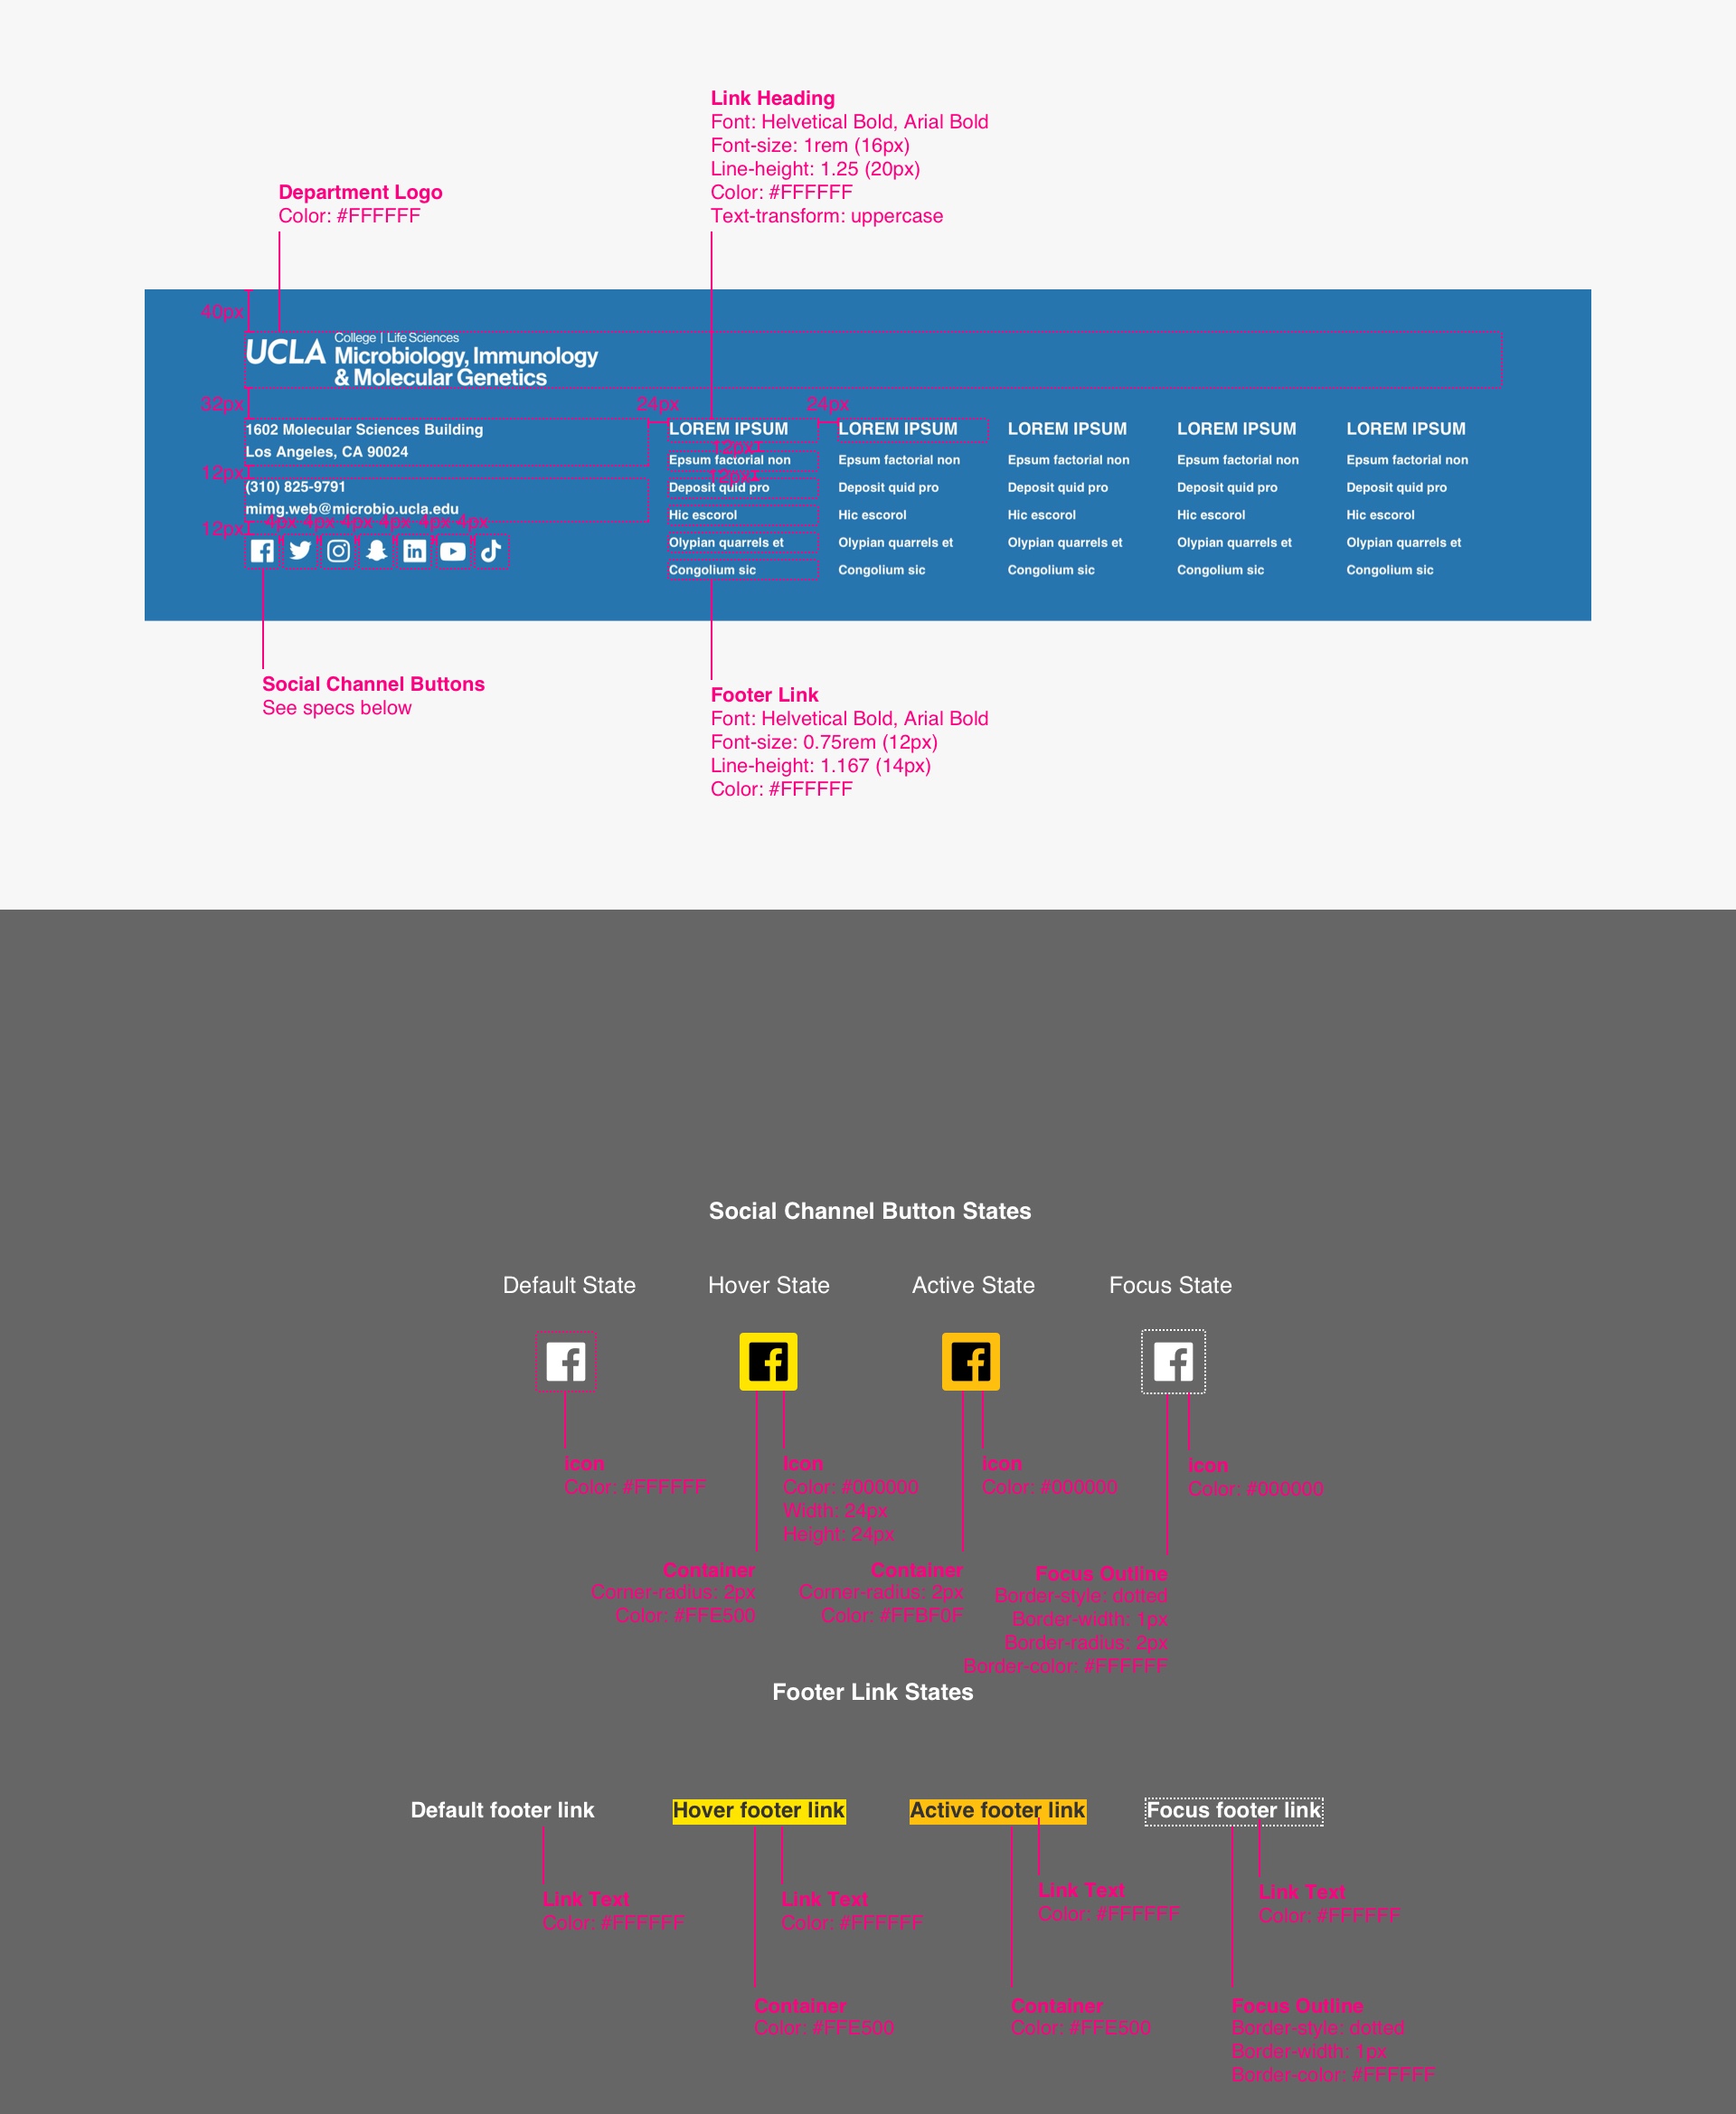 Link Heading
Font: Helvetical Bold, Arial Bold
Font-size: 1rem (16px)
Line-height: 1.25 (20px)
Color: #FFFFFF
Text-transform: uppercase
Department Logo
Color: #FFFFFF
40px
UCLA
College | Life Sciences
Microbiology, Immunology
& Molecular Genetics
32px
24px
24px
1602 Molecular Sciences Building
Los Angeles, CA 90024
12px
(310) 825-9791
mimg.web@microbio.ucla.edu
12px
4px 4px 4px 4px 4px 4px
LOREM IPSUM
12px
Epsum factorial non
12px
Deposit quid pro
Hic escorol
Olypian quarrels et
Congolium sic
LOREM IPSUM
Epsum factorial non
Deposit quid pro
Hic escorol
Olypian quarrels et
Congolium sic
LOREM IPSUM
Epsum factorial non
Deposit quid pro
Hic escorol
Olypian quarrels et
Congolium sic
LOREM IPSUM
Epsum factorial non
Deposit quid pro
Hic escorol
Olypian quarrels et
Congolium sic
LOREM IPSUM
Epsum factorial non
Deposit quid pro
Hic escorol
Olypian quarrels et
Congolium sic
Social Channel Buttons
See specs below
Footer Link
Font: Helvetical Bold, Arial Bold
Font-size: 0.75rem (12px)
Line-height: 1.167 (14px)
Color: #FFFFFF
Social Channel Button States
Default State
Hover State
Active State
Focus State
icon
Color: #FFFFFF
icon
Color: #000000
Width: 24px
Height: 24px
Container
Corner-radius: 2px
Color: #FFE500
icon
Color: #000000
Container
Corner-radius: 2px
Color: #FFBF0F
icon
Color: #000000
Focus Outline
Border-style: dotted
Border-width: 1px
Border-radius: 2px
Border-color: #FFFFFF
Footer Link States
Default footer link
Hover footer link
Active footer link
Focus footer link
Link Text
Color: #FFFFFF
Link Text
Color: #FFFFFF
Container
Color: #FFE500
Link Text
Color: #FFFFFF
Container
Color: #FFE500
Link Text
Color: #FFFFFF
Focus Outline
Border-style: dotted
Border-width: 1px
Border-color: #FFFFFF